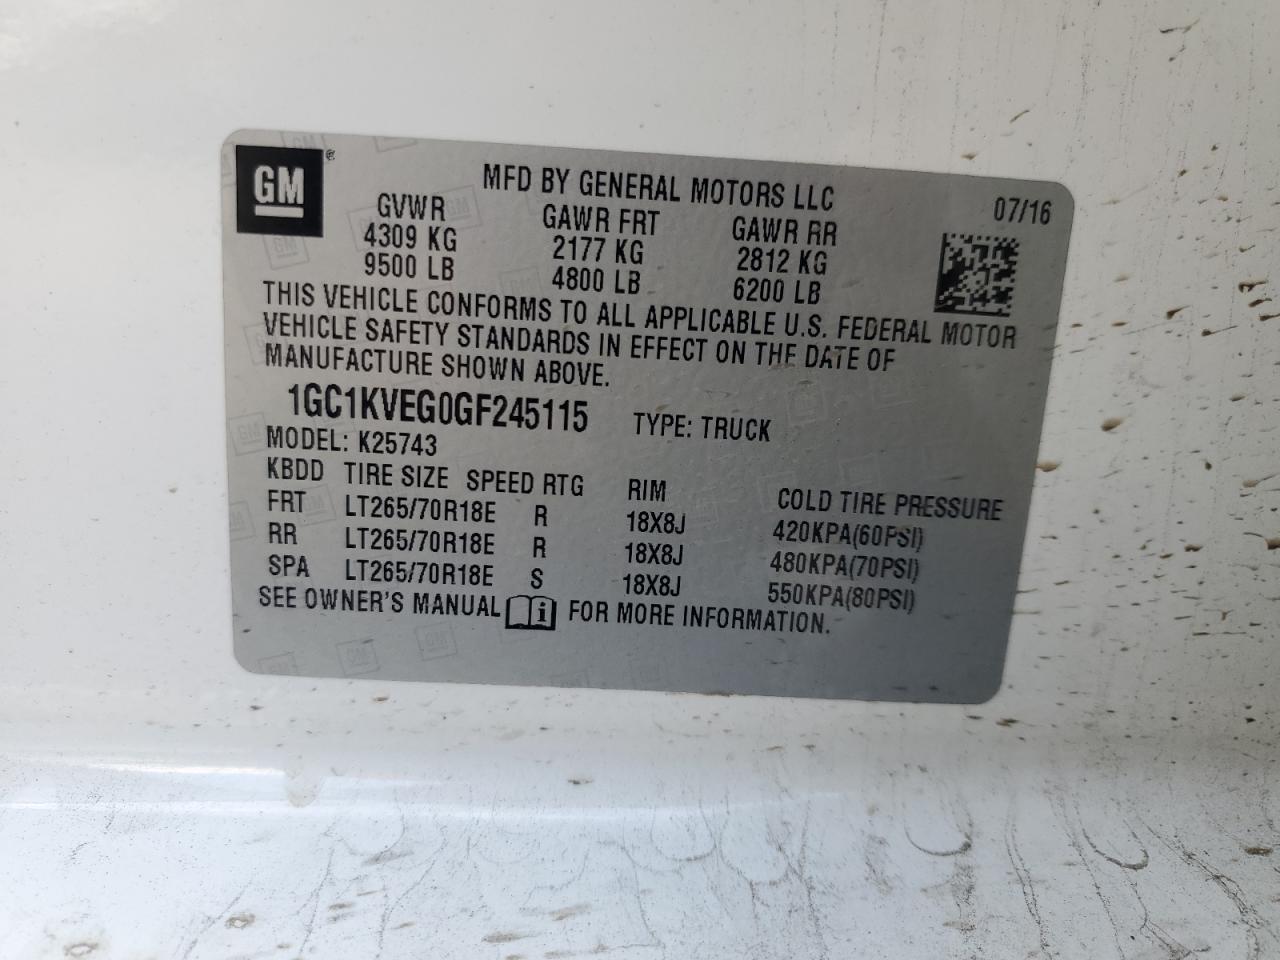 GM ®
MFD BY GENERAL MOTORS LLC 07/16
GVWR GAWR FRT GAWR RR
4309 KG 2177 KG 2812 KG
9500 LB 4800 LB 6200 LB
THIS VEHICLE CONFORMS TO ALL APPLICABLE U.S. FEDERAL MOTOR
VEHICLE SAFETY STANDARDS IN EFFECT ON THE DATE OF
MANUFACTURE SHOWN ABOVE.
1GC1KVEG0GF245115 TYPE: TRUCK
MODEL: K25743
KBDD TIRE SIZE SPEED RTG RIM COLD TIRE PRESSURE
FRT LT265/70R18E R 18X8J 420KPA(60PSI)
RR LT265/70R18E R 18X8J 480KPA(70PSI)
SPA LT265/70R18E S 18X8J 550KPA(80PSI)
SEE OWNER'S MANUAL i FOR MORE INFORMATION.